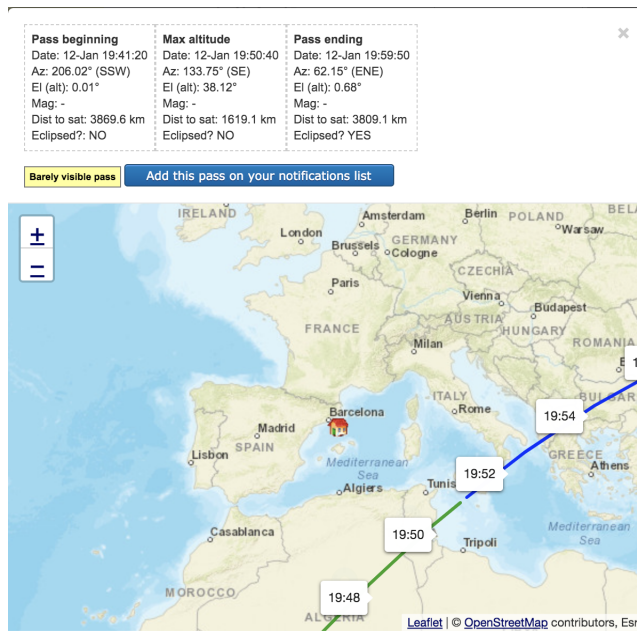 ×
Pass beginning
Date: 12-Jan 19:41:20
Az: 206.02° (SSW)
El (alt): 0.01°
Mag: -
Dist to sat: 3869.6 km
Eclipsed?: NO
Max altitude
Date: 12-Jan 19:50:40
Az: 133.75° (SE)
El (alt): 38.12°
Mag: -
Dist to sat: 1619.1 km
Eclipsed? NO
Pass ending
Date: 12-Jan 19:59:50
Az: 62.15° (ENE)
El (alt): 0.68°
Mag: -
Dist to sat: 3809.1 km
Eclipsed? YES
Barely visible pass
Add this pass on your notifications list
+
−
IRELAND
Amsterdam
Berlin
POLAND
BEL
London
Warsaw
Brussels
GERMANY
Cologne
CZECHIA
Paris
Vienna
Budapest
AUSTRIA
HUNGARY
FRANCE
Milan
ROMANIA
1
ITALY
BULGAR
Barcelona
Rome
19:54
Madrid
SPAIN
Lisbon
GREECE
Mediterranean
Sea
Athens
19:52
Algiers
Tunis
Casablanca
19:50
Tripoli
Mediterranean
Sea
MOROCCO
19:48
ALGERIA
Leaflet | © OpenStreetMap contributors, Esr